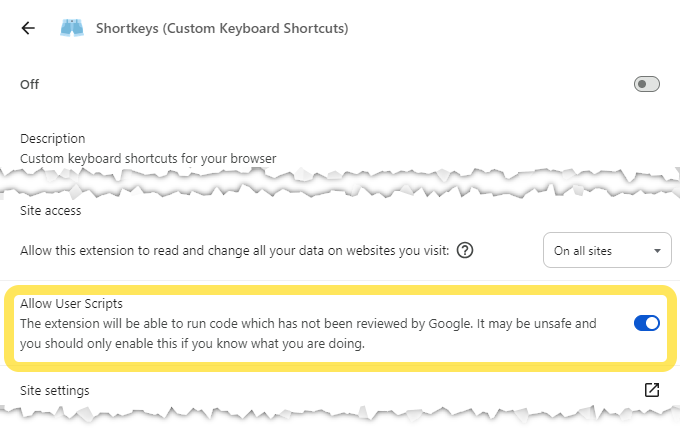 Shortkeys (Custom Keyboard Shortcuts)
Off
Description
Custom keyboard shortcuts for your browser
Site access
Allow this extension to read and change all your data on websites you visit:
On all sites
Allow User Scripts
The extension will be able to run code which has not been reviewed by Google. It may be unsafe and
you should only enable this if you know what you are doing.
Site settings